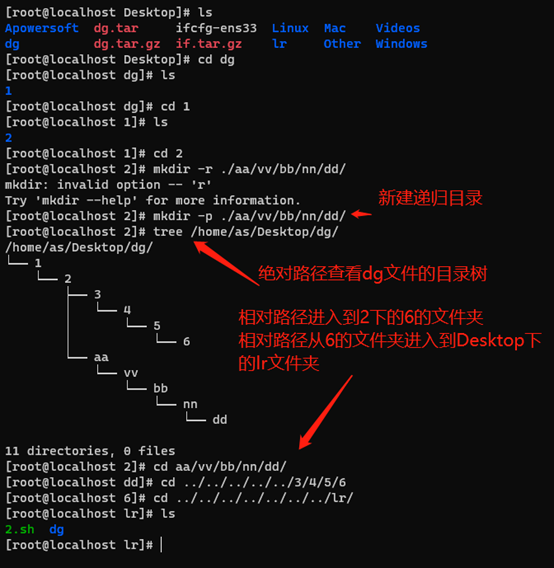 [root@localhost Desktop]# ls
Apowersoft  dg.tar     ifcfg-ens33  Linux  Mac    Videos
dg          dg.tar.gz  if.tar.gz    lr     Other  Windows
[root@localhost Desktop]# cd dg
[root@localhost dg]# ls
1
[root@localhost dg]# cd 1
[root@localhost 1]# ls
2
[root@localhost 1]# cd 2
[root@localhost 2]# mkdir -r ./aa/vv/bb/nn/dd/
mkdir: invalid option -- 'r'
Try 'mkdir --help' for more information.
新建递归目录
[root@localhost 2]# mkdir -p ./aa/vv/bb/nn/dd/
[root@localhost 2]# tree /home/as/Desktop/dg/
/home/as/Desktop/dg/
└── 1
    └── 2
绝对路径查看dg文件的目录树
        ├── 3
        │   └── 4
        │       └── 5
        │           └── 6
        └── aa
            └── vv
                └── bb
                    └── nn
                        └── dd
相对路径进入到2下的6的文件夹
相对路径从6的文件夹进入到Desktop下
的lr文件夹
11 directories, 0 files
[root@localhost 2]# cd aa/vv/bb/nn/dd/
[root@localhost dd]# cd ../../../../../3/4/5/6
[root@localhost 6]# cd ../../../../../../../lr/
[root@localhost lr]# ls
2.sh  dg
[root@localhost lr]#